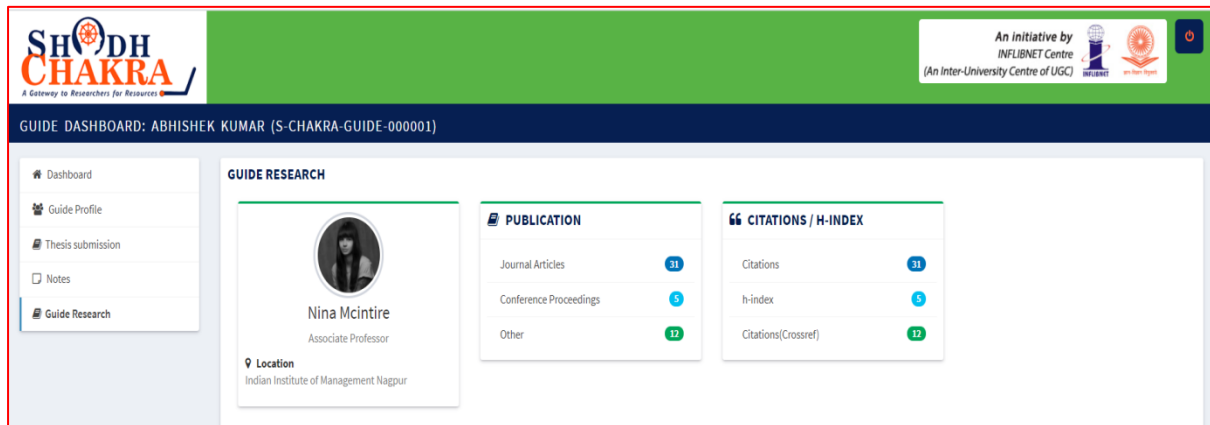 SHODH
CHAKRA
A Gateway to Researchers for Resources
An initiative by
INFLIBNET Centre
(An Inter-University Centre of UGC)
INFLIBNET
ज्ञान-विज्ञान विमुक्तये
GUIDE DASHBOARD: ABHISHEK KUMAR (S-CHAKRA-GUIDE-000001)
Dashboard
Guide Profile
Thesis submission
Notes
Guide Research
GUIDE RESEARCH
Nina Mcintire
Associate Professor
Location
Indian Institute of Management Nagpur
PUBLICATION
Journal Articles 31
Conference Proceedings 5
Other 12
CITATIONS / H-INDEX
Citations 31
h-index 5
Citations(Crossref) 12